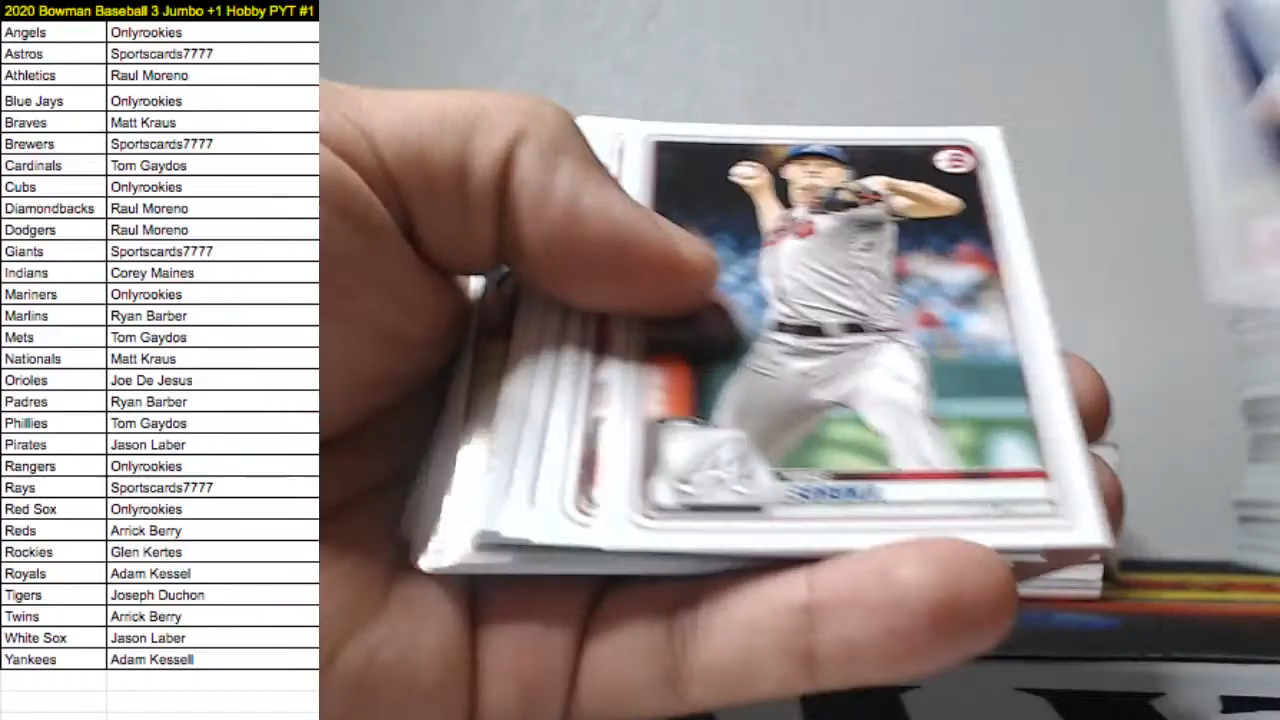 2020 Bowman Baseball 3 Jumbo +1 Hobby PYT #1
Angels Onlyrookies
Astros Sportscards7777
Athletics Raul Moreno
Blue Jays Onlyrookies
Braves Matt Kraus
Brewers Sportscards7777
Cardinals Tom Gaydos
Cubs Onlyrookies
Diamondbacks Raul Moreno
Dodgers Raul Moreno
Giants Sportscards7777
Indians Corey Maines
Mariners Onlyrookies
Marlins Ryan Barber
Mets Tom Gaydos
Nationals Matt Kraus
Orioles Joe De Jesus
Padres Ryan Barber
Phillies Tom Gaydos
Pirates Jason Laber
Rangers Onlyrookies
Rays Sportscards7777
Red Sox Onlyrookies
Reds Arrick Berry
Rockies Glen Kertes
Royals Adam Kessel
Tigers Joseph Duchon
Twins Arrick Berry
White Sox Jason Laber
Yankees Adam Kessell
B